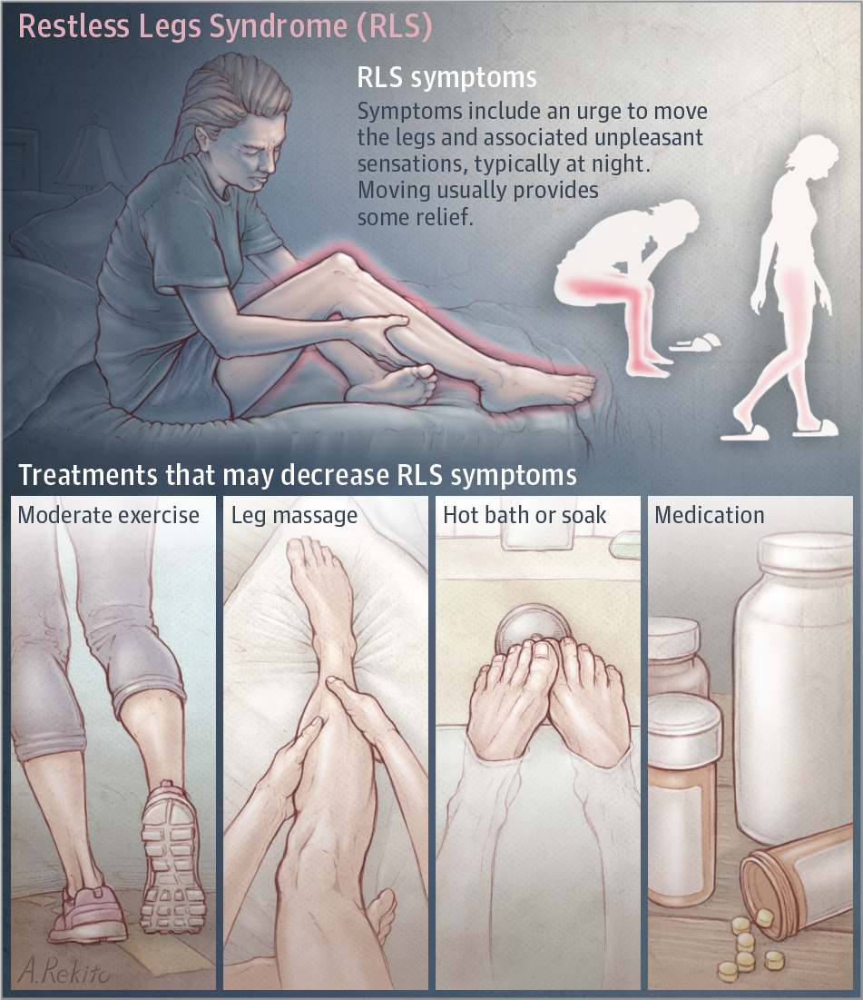 Restless Legs Syndrome (RLS)
RLS symptoms
Symptoms include an urge to move
the legs and associated unpleasant
sensations, typically at night.
Moving usually provides
some relief.
Treatments that may decrease RLS symptoms
Moderate exercise
Leg massage
Hot bath or soak
Medication
A. Rekito